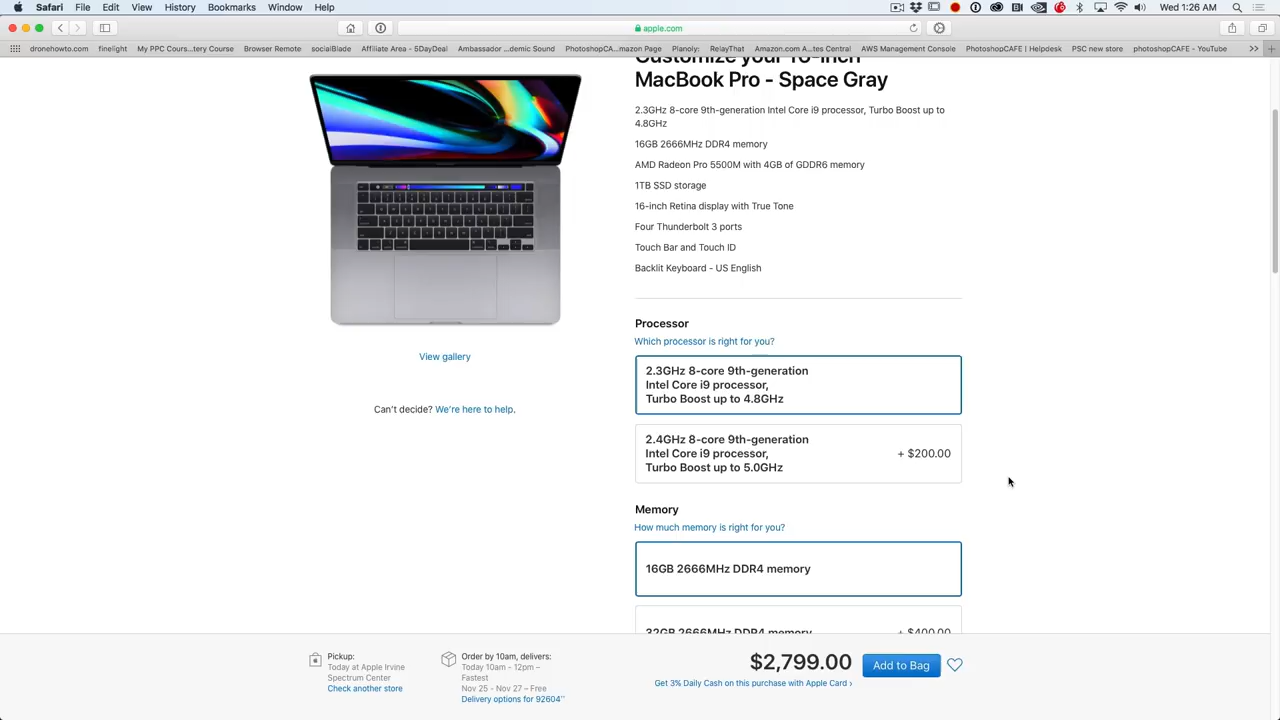 Safari File Edit View History Bookmarks Window Help
Wed 1:26 AM
apple.com
dronehowto.com finelight My PPC Cours...tery Course Browser Remote socialBlade Affiliate Area - 5DayDeal Ambassador ...demic Sound PhotoshopCA...mazon Page Planoly: RelayThat Amazon.com A...tes Central AWS Management Console PhotoshopCAFE | Helpdesk PSC new store photoshopCAFE - YouTube
Customize your 16-inch
MacBook Pro - Space Gray
2.3GHz 8-core 9th-generation Intel Core i9 processor, Turbo Boost up to
4.8GHz
16GB 2666MHz DDR4 memory
AMD Radeon Pro 5500M with 4GB of GDDR6 memory
1TB SSD storage
16-inch Retina display with True Tone
Four Thunderbolt 3 ports
Touch Bar and Touch ID
Backlit Keyboard - US English
View gallery
Can't decide? We're here to help.
Processor
Which processor is right for you?
2.3GHz 8-core 9th-generation
Intel Core i9 processor,
Turbo Boost up to 4.8GHz
2.4GHz 8-core 9th-generation
Intel Core i9 processor,
Turbo Boost up to 5.0GHz
+ $200.00
Memory
How much memory is right for you?
16GB 2666MHz DDR4 memory
32GB 2666MHz DDR4 memory
+ $400.00
Pickup:
Today at Apple Irvine
Spectrum Center
Check another store
Order by 10am, delivers:
Today 10am - 12pm –
Fastest
Nov 25 - Nov 27 – Free
Delivery options for 92604
$2,799.00
Add to Bag
Get 3% Daily Cash on this purchase with Apple Card ›